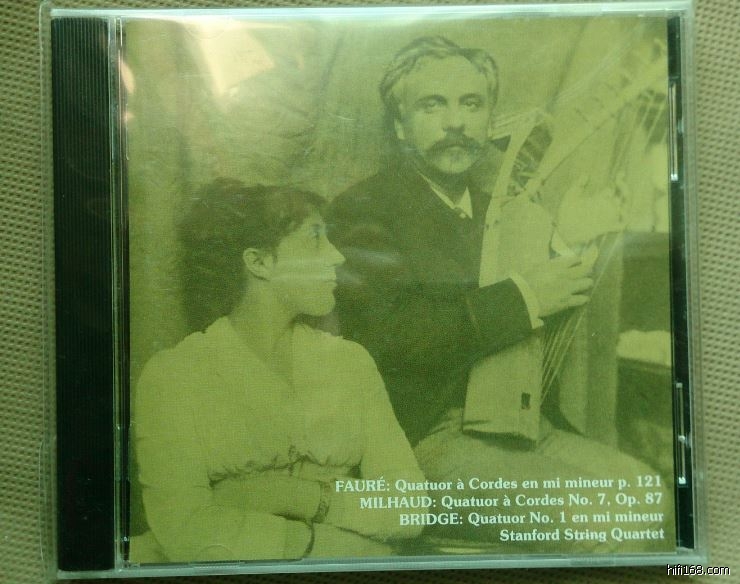 FAURÉ: Quatuor à Cordes en mi mineur p. 121
MILHAUD: Quatuor à Cordes No. 7, Op. 87
BRIDGE: Quatuor No. 1 en mi mineur
Stanford String Quartet
hifi168.com